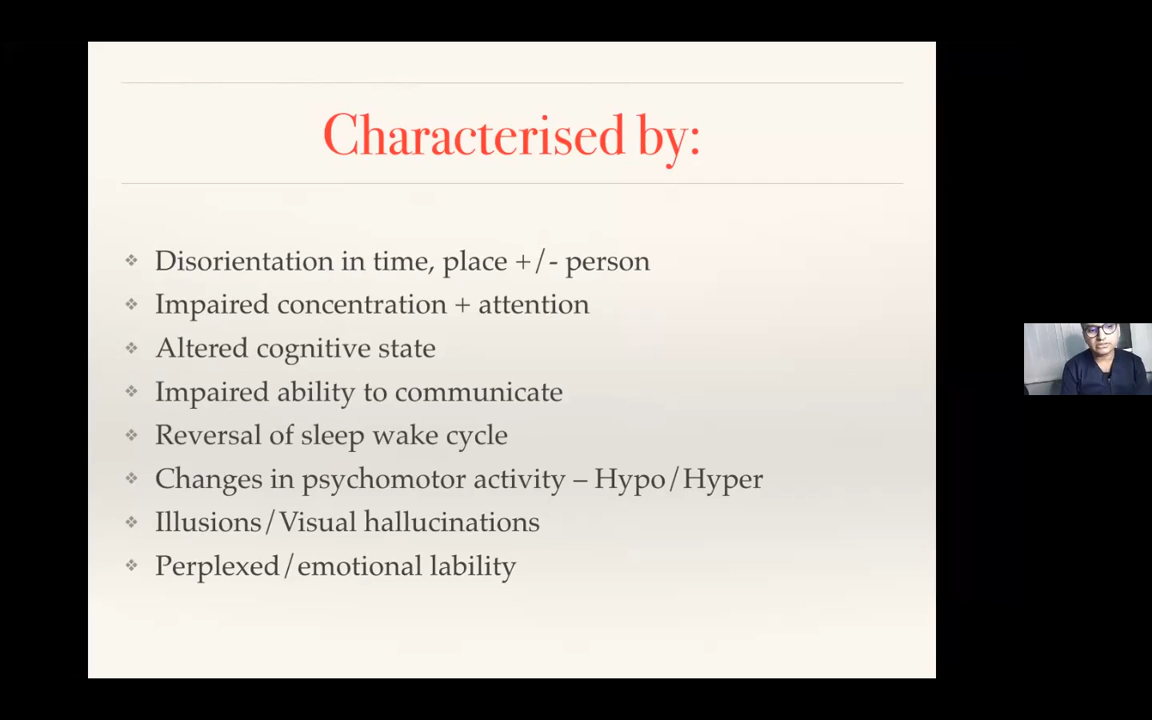 Characterised by:
Disorientation in time, place +/- person
Impaired concentration + attention
Altered cognitive state
Impaired ability to communicate
Reversal of sleep wake cycle
Changes in psychomotor activity – Hypo/Hyper
Illusions/Visual hallucinations
Perplexed/emotional lability